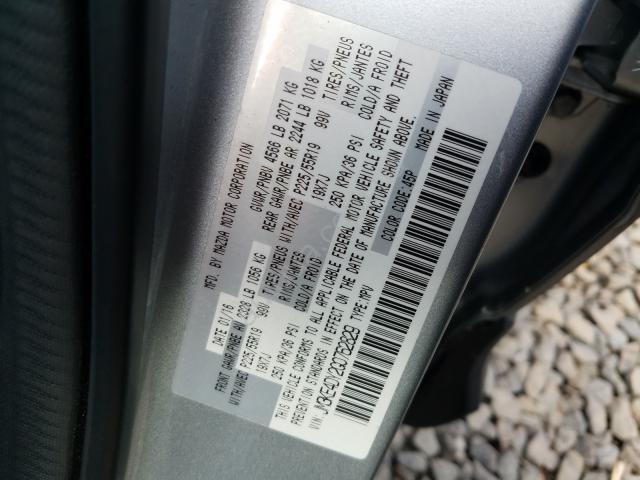 MFD. BY MAZDA MOTOR CORPORATION
DATE: 01/16 GVWR/PNBV 4566 LB 2071 KG
FRONT GAWR/PNBE AV 2328 LB 1056 KG REAR GAWR/PNBE AR 2244 LB 1018 KG
WITH/AVEC P225/55R19 99V TIRES/PNEUS WITH/AVEC P225/55R19 99V TIRES/PNEUS
19X7J RIMS/JANTES 19X7J RIMS/JANTES
250 KPA/36 PSI COLD/A FROID 250 KPA/36 PSI COLD/A FROID
THIS VEHICLE CONFORMS TO ALL APPLICABLE FEDERAL MOTOR VEHICLE SAFETY AND THEFT
PREVENTION STANDARDS IN EFFECT ON THE DATE OF MANUFACTURE SHOWN ABOVE.
VIN: TYPE: MPV COLOR CODE: 45P MADE IN JAPAN